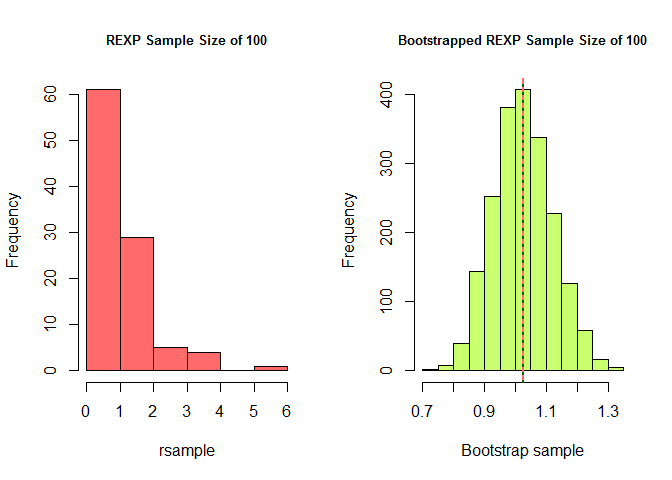 REXP Sample Size of 100
Frequency
60
50
40
30
20
10
0
0 1 2 3 4 5 6
rsample
Bootstrapped REXP Sample Size of 100
Frequency
400
300
200
100
0
0.7 0.9 1.1 1.3
Bootstrap sample